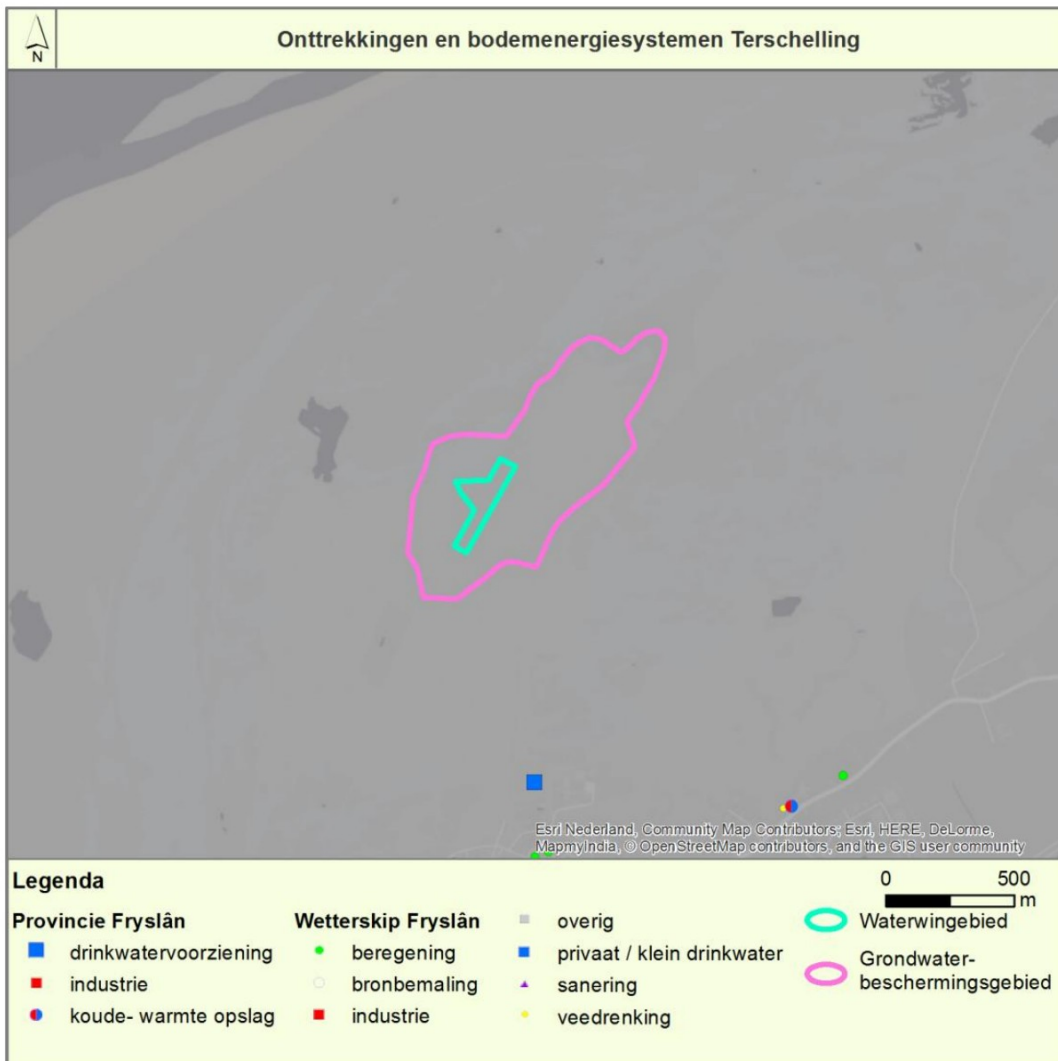 N
Onttrekkingen en bodemenergiesystemen Terschelling
Esri Nederland, Community Map Contributors; Esri, HERE, DeLorme,
MapmyIndia, © OpenStreetMap contributors, and the GIS user community
Legenda
Provincie Fryslân
drinkwatervoorziening
industrie
koude- warmte opslag
Wetterskip Fryslân
beregening
bronbemaling
industrie
overig
privaat / klein drinkwater
sanering
veedrenking
0 500
m
Waterwingebied
Grondwater-
beschermingsgebied